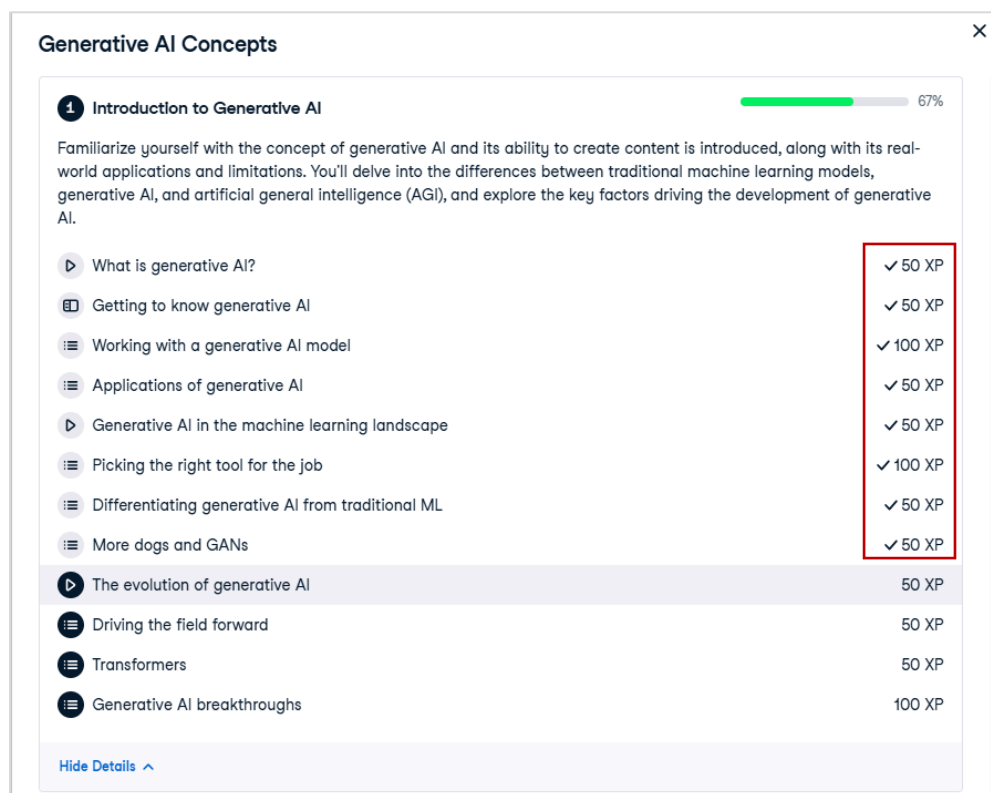 Generative AI Concepts
1 Introduction to Generative AI 67%
Familiarize yourself with the concept of generative AI and its ability to create content is introduced, along with its real-
world applications and limitations. You'll delve into the differences between traditional machine learning models,
generative AI, and artificial general intelligence (AGI), and explore the key factors driving the development of generative
AI.
What is generative AI? ✓ 50 XP
Getting to know generative AI ✓ 50 XP
Working with a generative AI model ✓ 100 XP
Applications of generative AI ✓ 50 XP
Generative AI in the machine learning landscape ✓ 50 XP
Picking the right tool for the job ✓ 100 XP
Differentiating generative AI from traditional ML ✓ 50 XP
More dogs and GANs ✓ 50 XP
The evolution of generative AI 50 XP
Driving the field forward 50 XP
Transformers 50 XP
Generative AI breakthroughs 100 XP
Hide Details